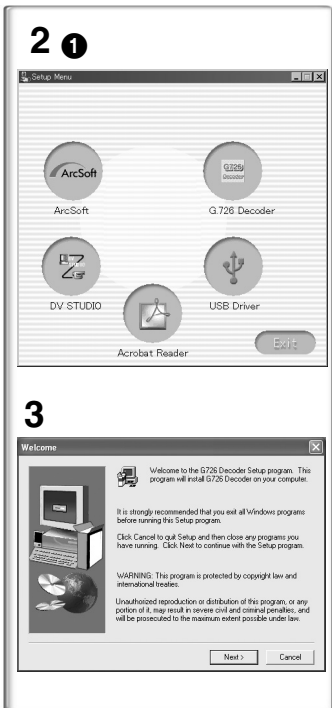 2 ❶
Setup Menu
ArcSoft
G.726
Decoder
ArcSoft G.726 Decoder
DV STUDIO USB Driver
Acrobat Reader
Exit
3
Welcome
Welcome to the G726 Decoder Setup program. This
program will install G726 Decoder on your computer.
It is strongly recommended that you exit all Windows programs
before running this Setup program.
Click Cancel to quit Setup and then close any programs you
have running. Click Next to continue with the Setup program.
WARNING: This program is protected by copyright law and
international treaties.
Unauthorized reproduction or distribution of this program, or any
portion of it, may result in severe civil and criminal penalties, and
will be prosecuted to the maximum extent possible under law.
Next > Cancel